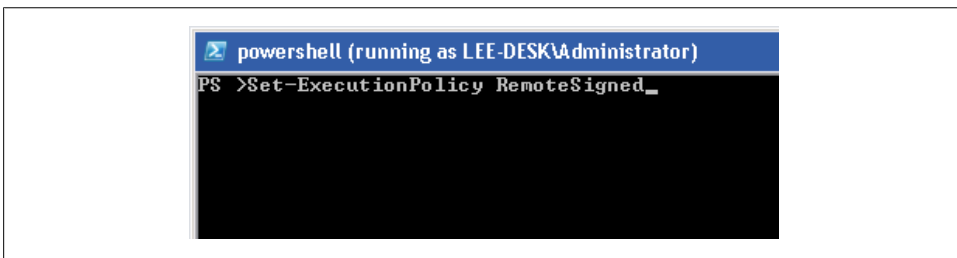 powershell (running as LEE-DESK\Administrator)
PS >Set-ExecutionPolicy RemoteSigned_